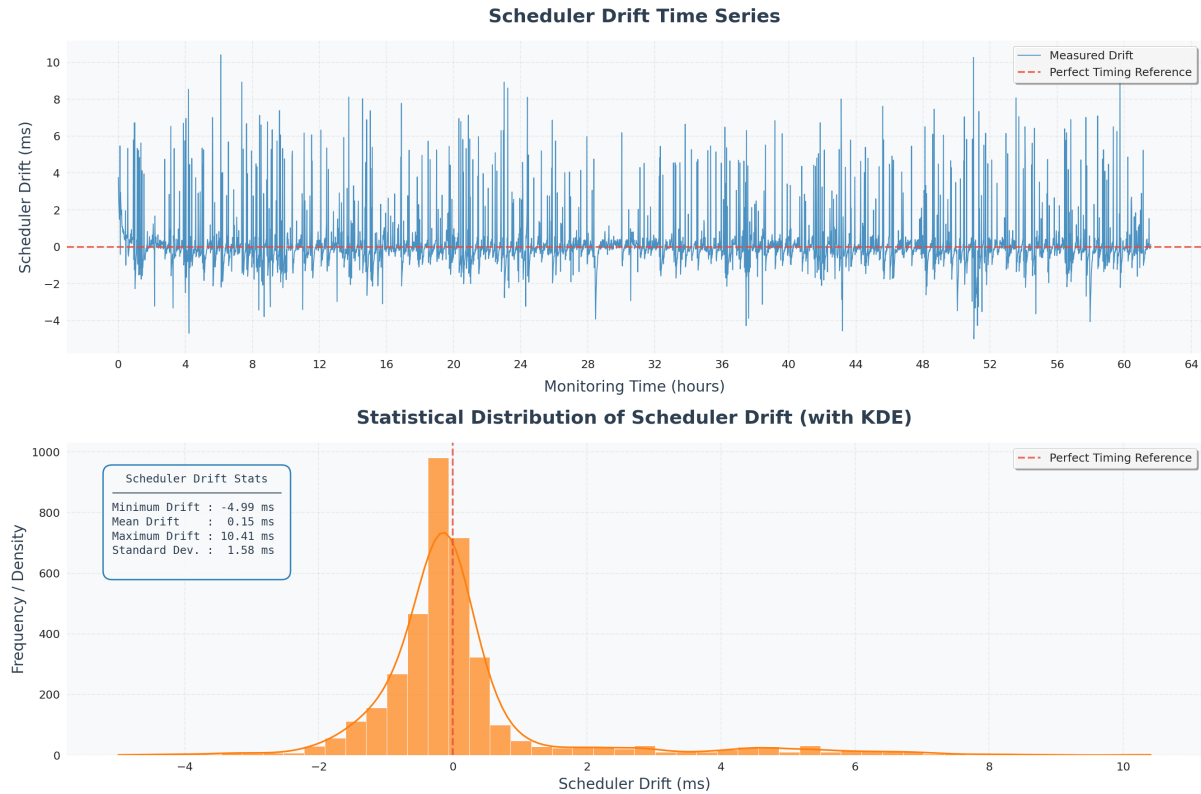 Scheduler Drift Time Series
Scheduler Drift (ms)
10
8
6
4
2
0
−2
−4
Measured Drift
Perfect Timing Reference
0 4 8 12 16 20 24 28 32 36 40 44 48 52 56 60 64
Monitoring Time (hours)
Statistical Distribution of Scheduler Drift (with KDE)
Frequency / Density
1000
800
600
400
200
0
Scheduler Drift Stats
Minimum Drift : -4.99 ms
Mean Drift    :  0.15 ms
Maximum Drift : 10.41 ms
Standard Dev. :  1.58 ms
Perfect Timing Reference
−4 −2 0 2 4 6 8 10
Scheduler Drift (ms)